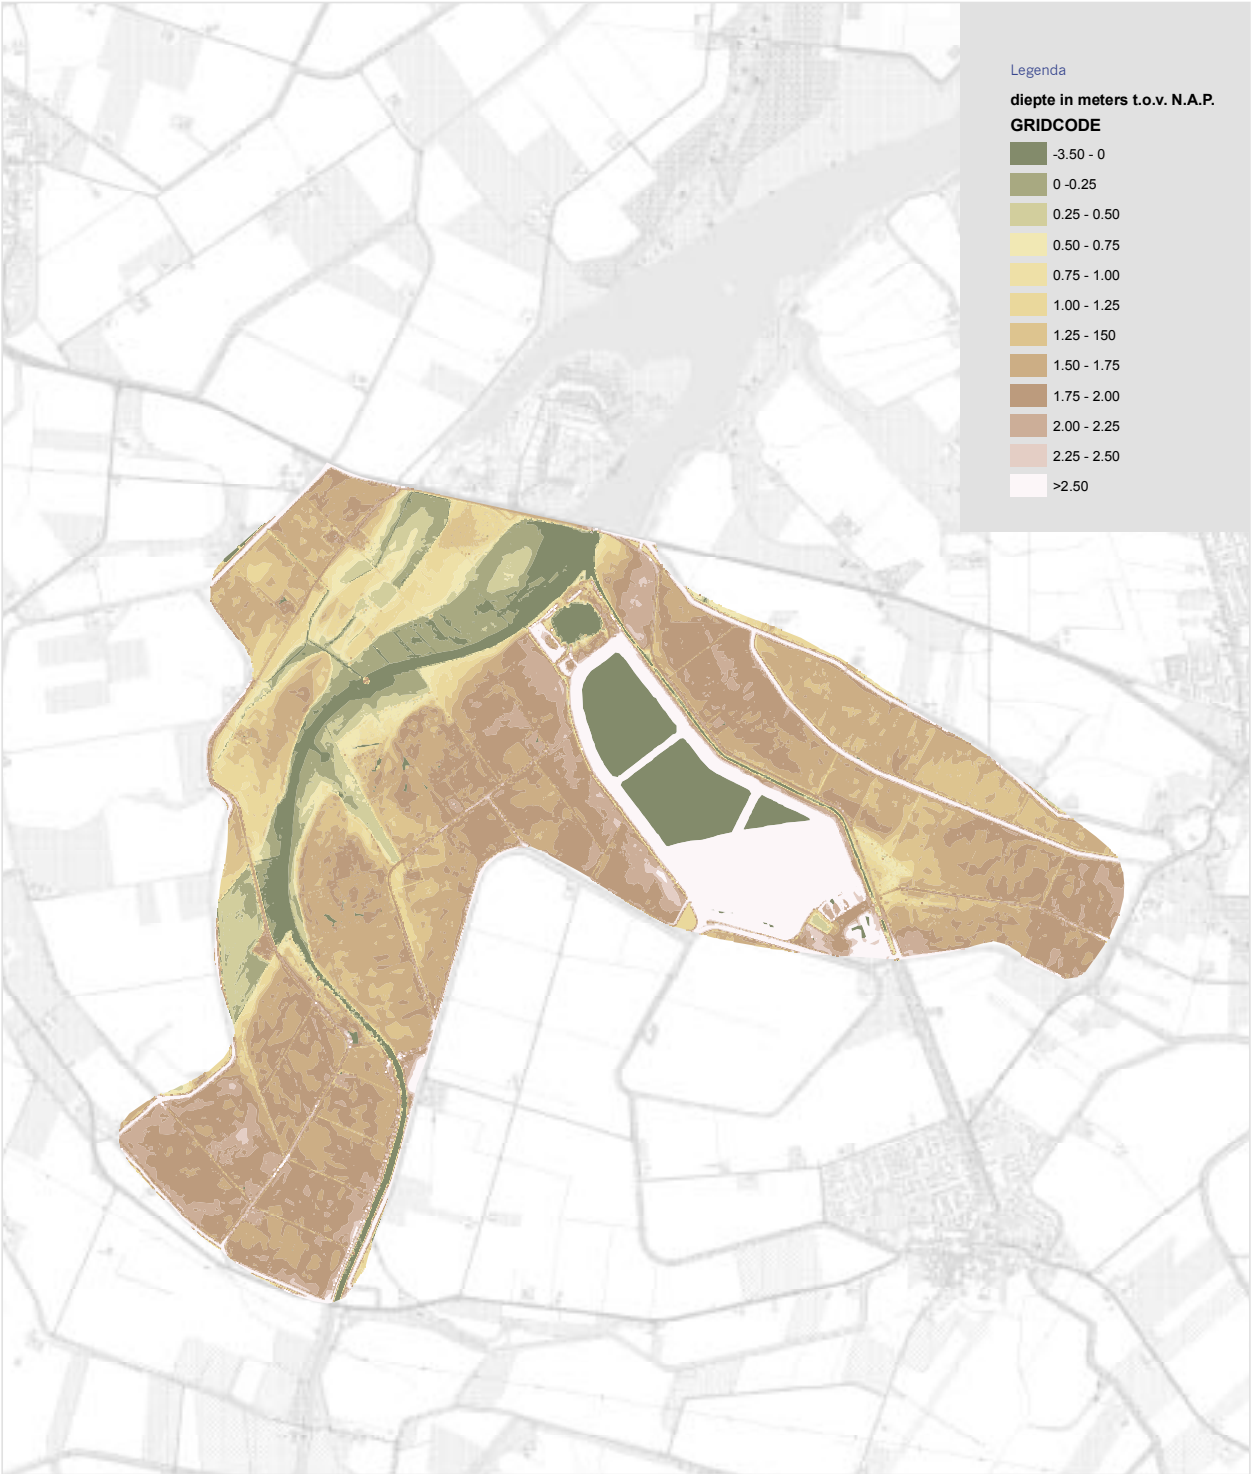 Legenda
diepte in meters t.o.v. N.A.P.
GRIDCODE
-3.50 - 0
0 -0.25
0.25 - 0.50
0.50 - 0.75
0.75 - 1.00
1.00 - 1.25
1.25 - 150
1.50 - 1.75
1.75 - 2.00
2.00 - 2.25
2.25 - 2.50
>2.50